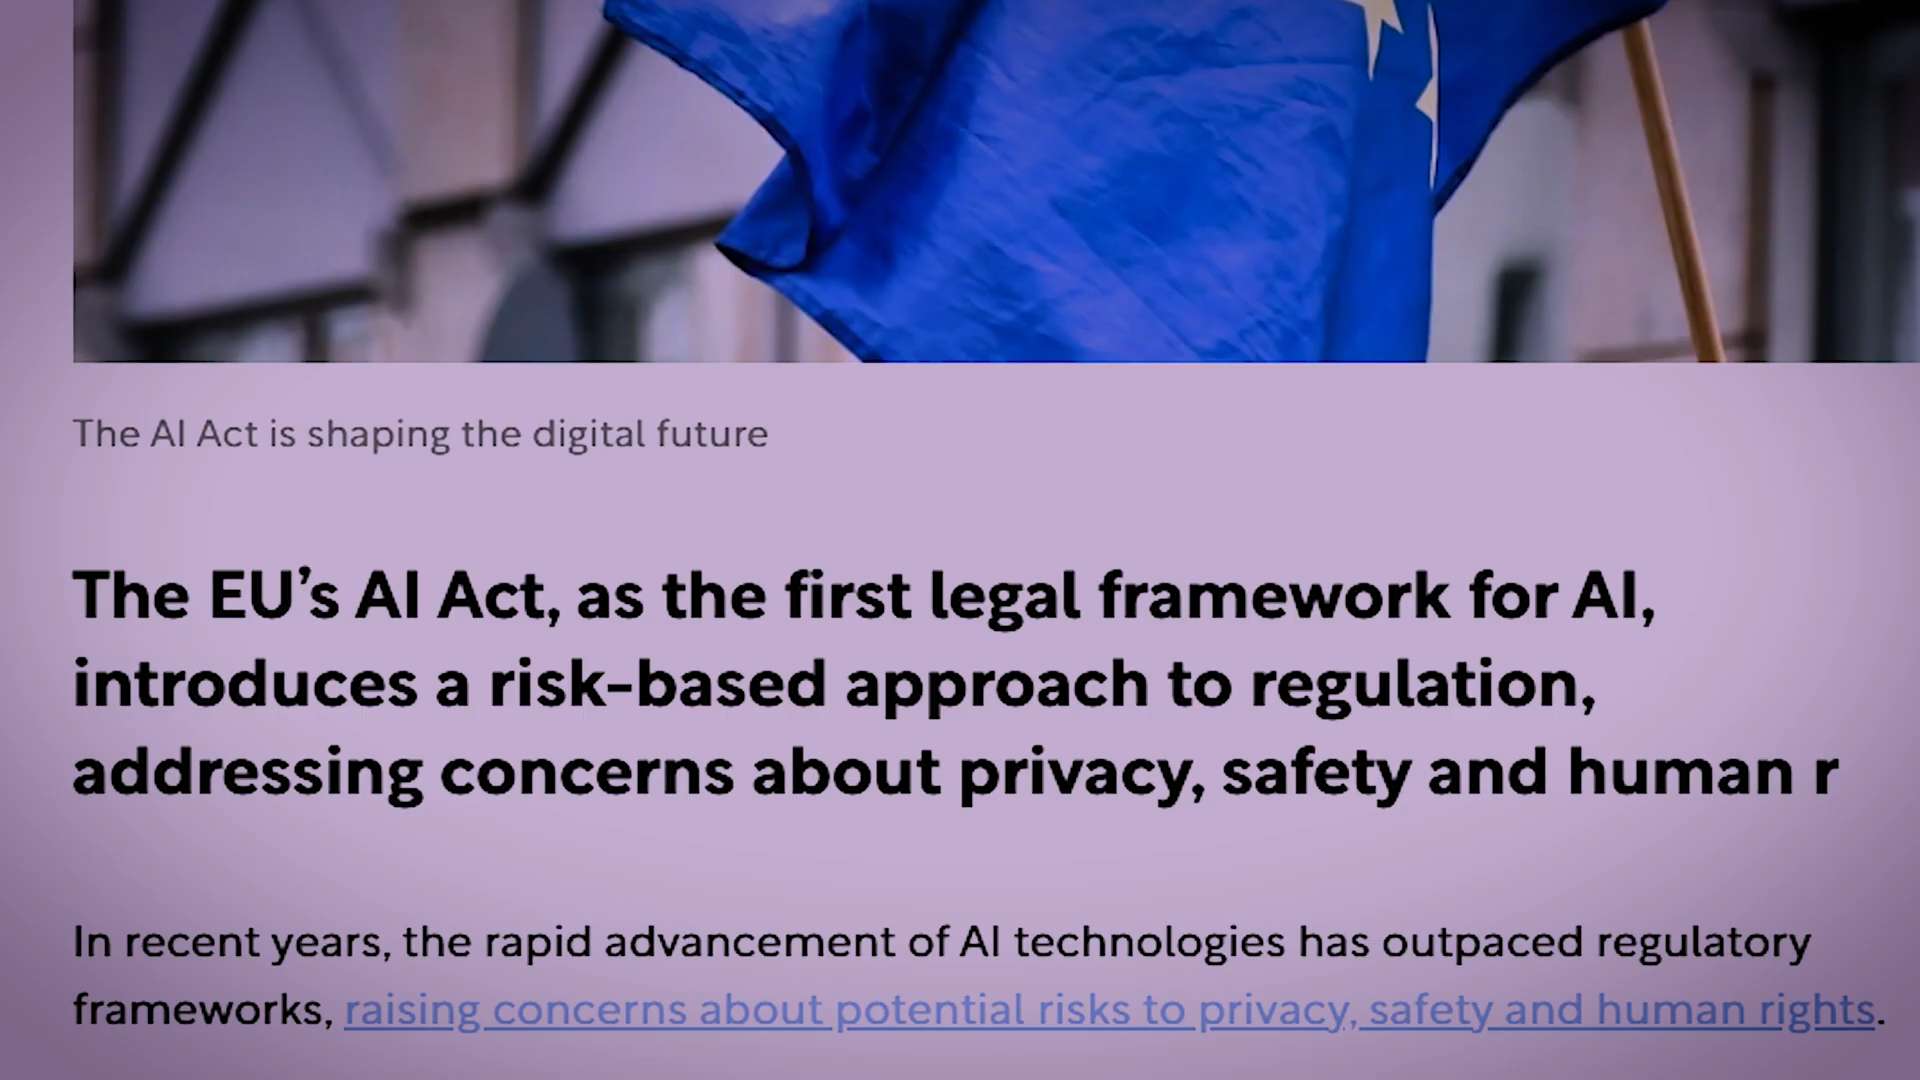 The AI Act is shaping the digital future
The EU’s AI Act, as the first legal framework for AI,
introduces a risk-based approach to regulation,
addressing concerns about privacy, safety and human r
In recent years, the rapid advancement of AI technologies has outpaced regulatory
frameworks, raising concerns about potential risks to privacy, safety and human rights.